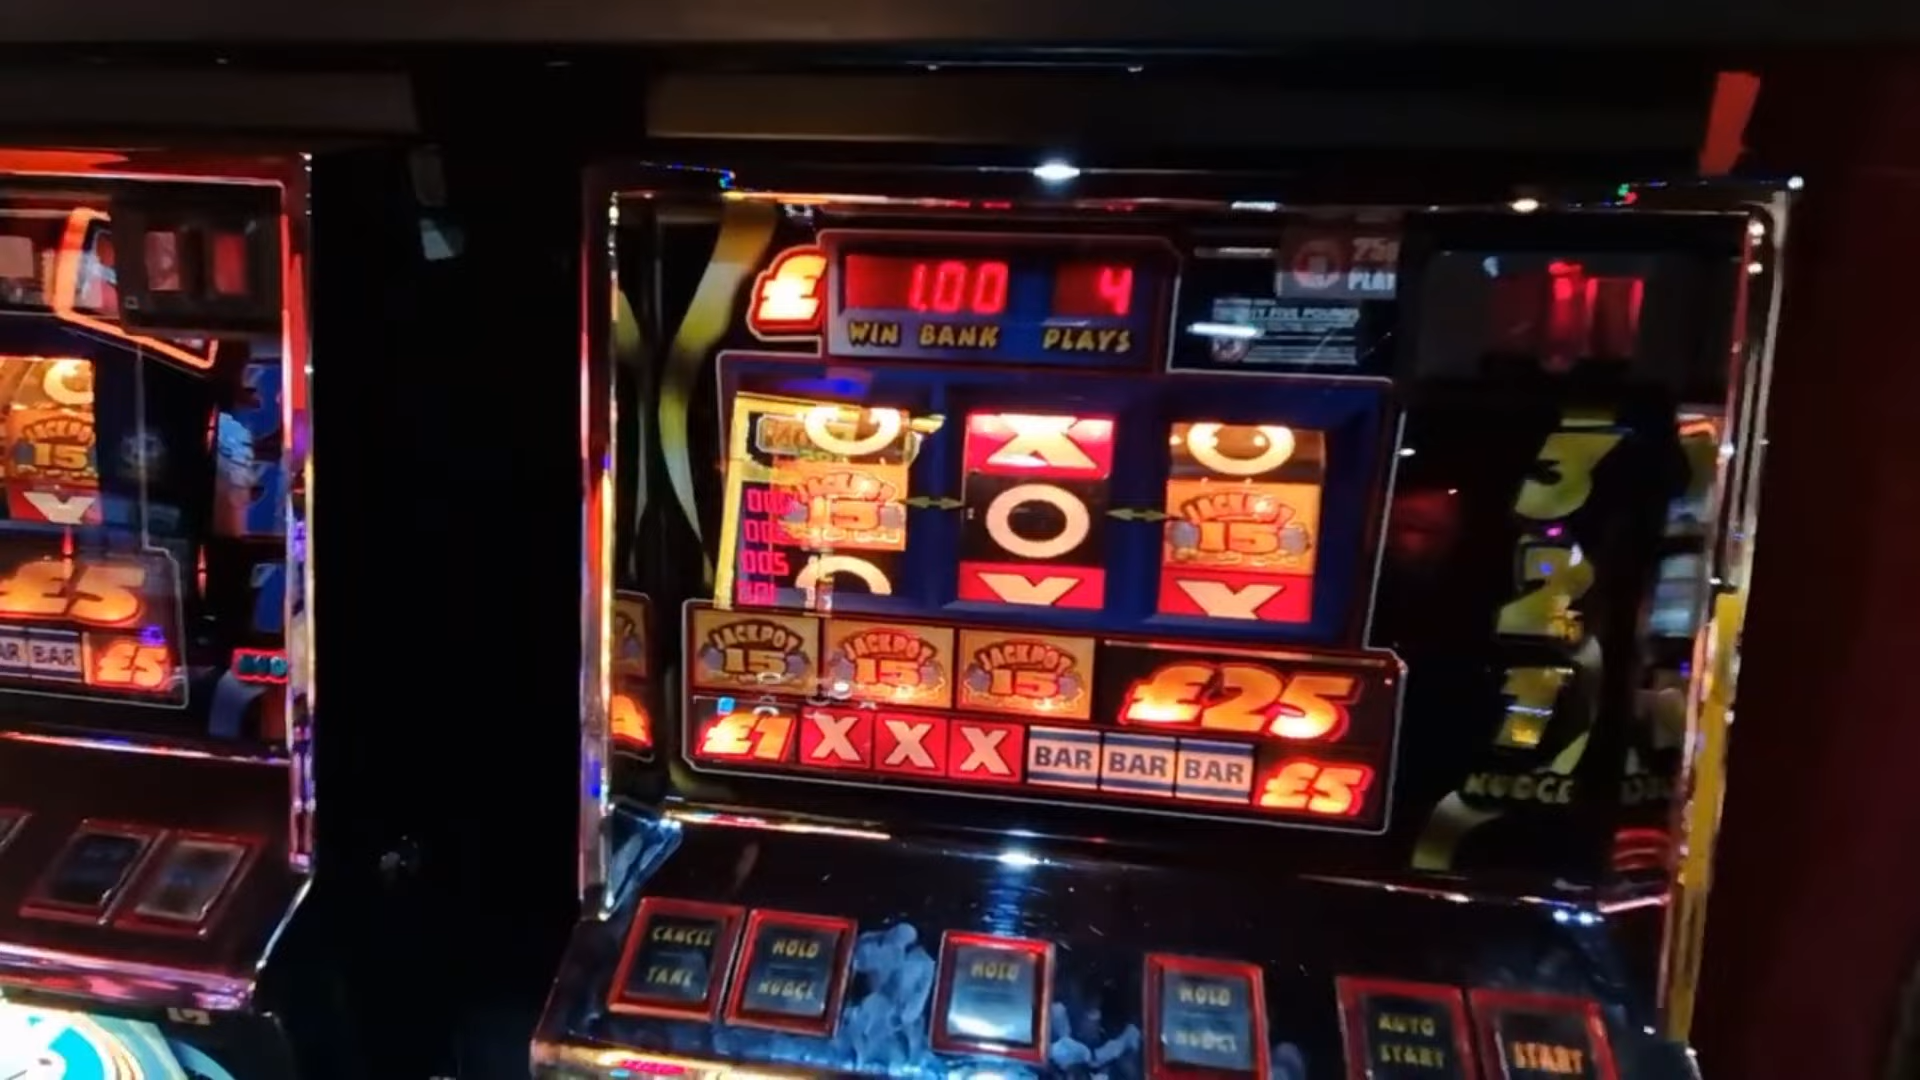 £ 1.00 4
WIN BANK PLAYS
X
JACKPOT 15 O JACKPOT 15
JACKPOT 15 JACKPOT 15 JACKPOT 15 £25
£1 X X X BAR BAR BAR £5
3
2
1
NUDGE
JACKPOT
15
£5
BAR £5
CANCEL
TAKE
HOLD
NUDGE
HOLD
HOLD
NUDGE
AUTO
START
START